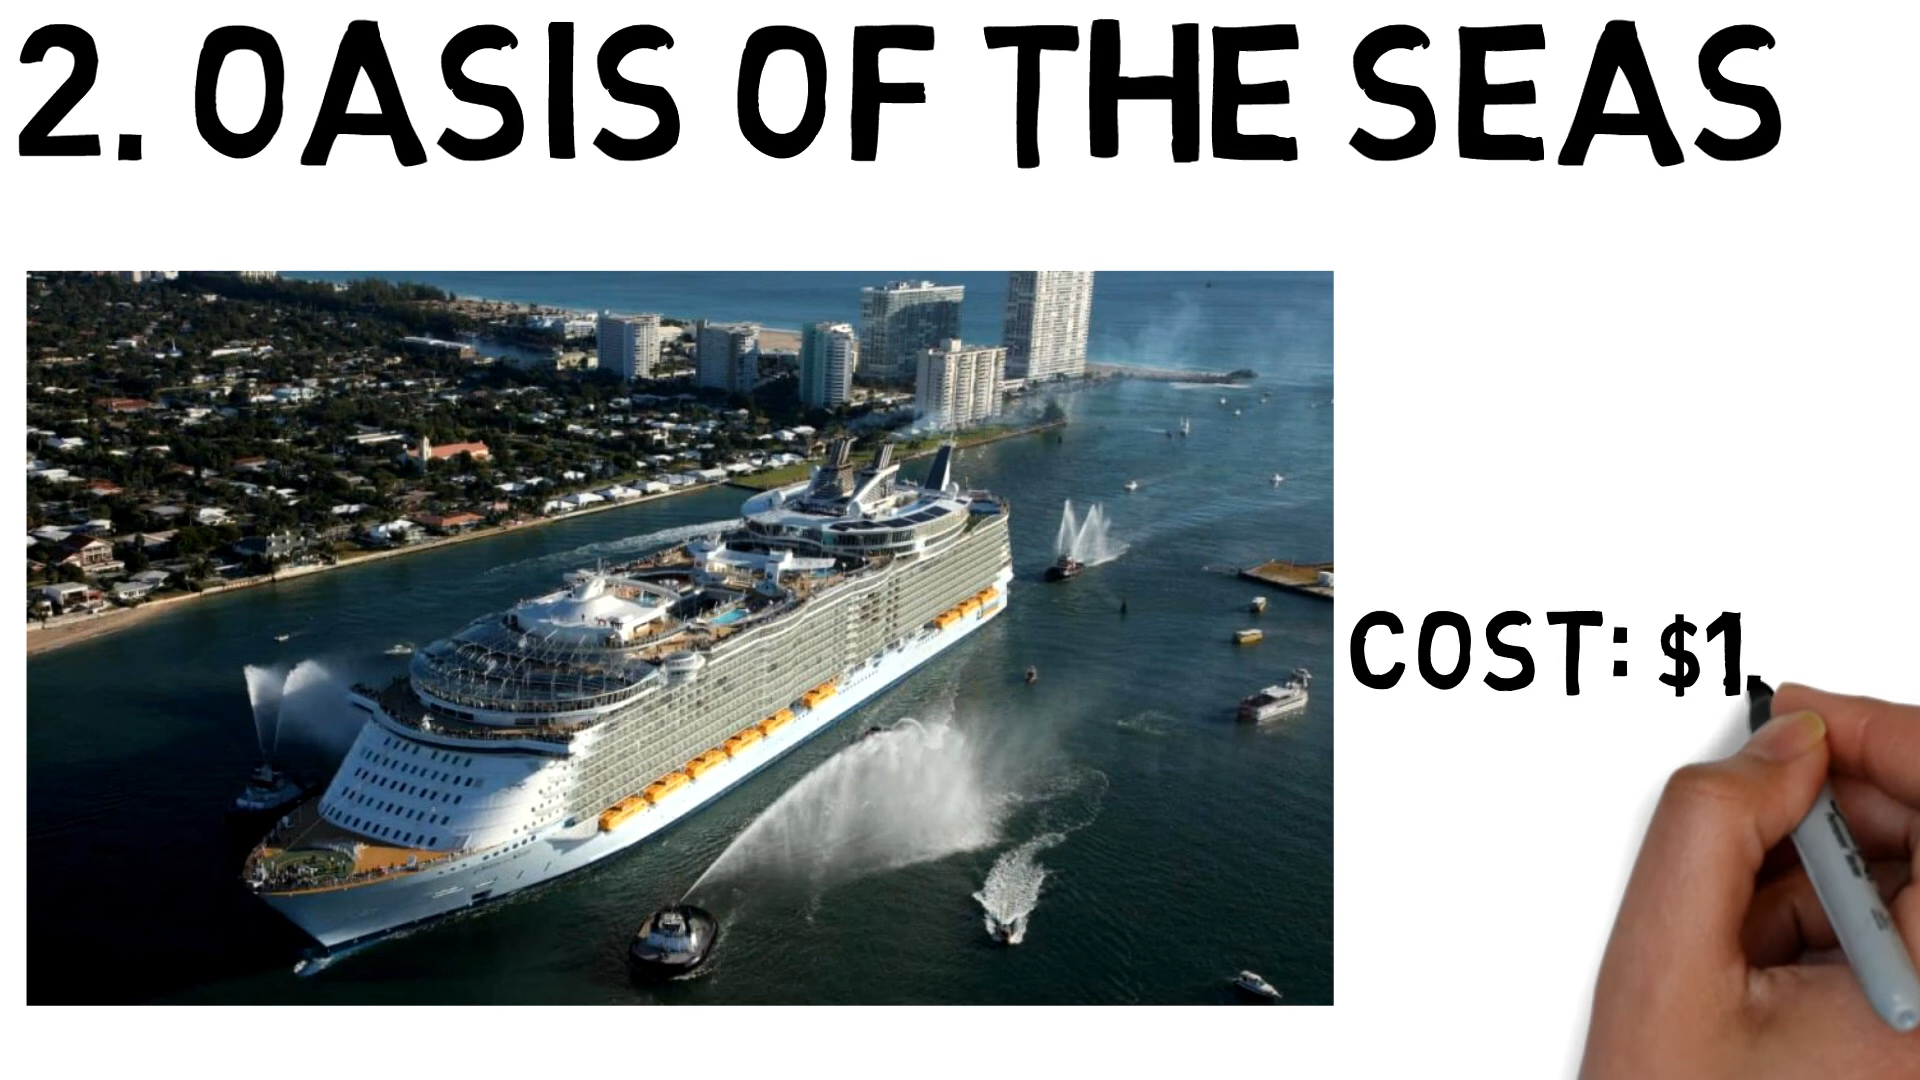 2. OASIS OF THE SEAS
COST: $1.